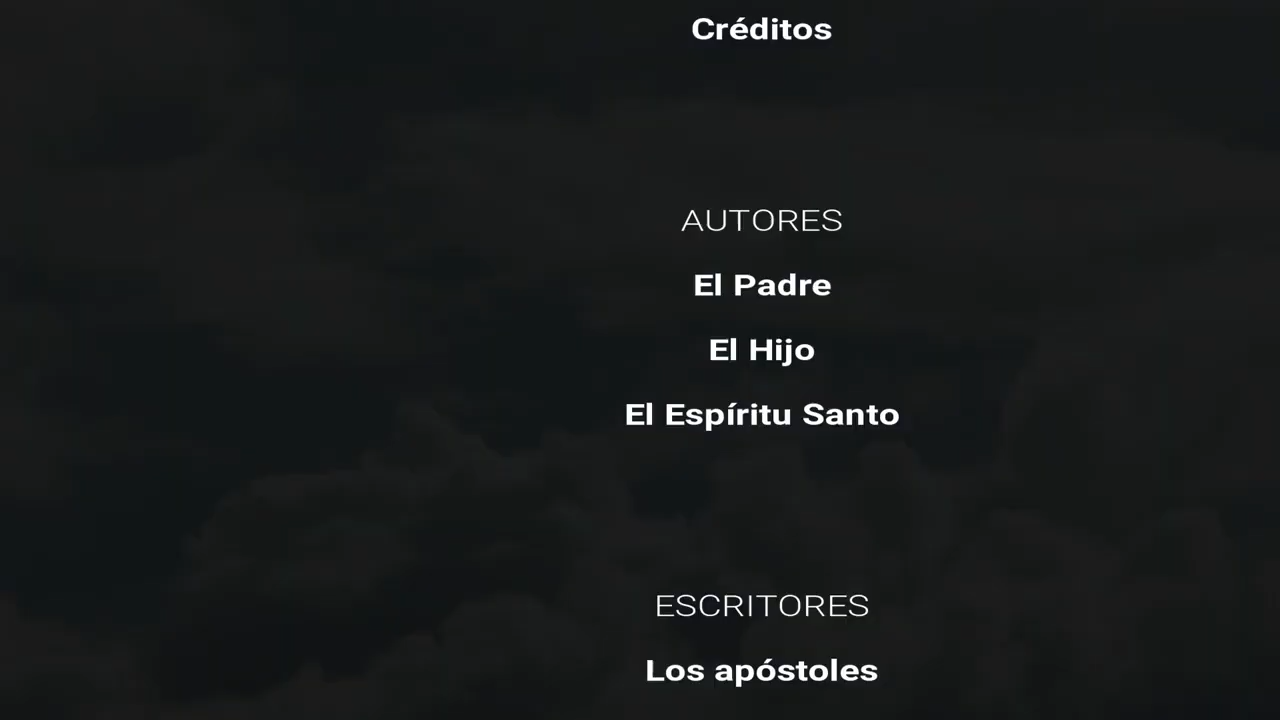 Créditos
AUTORES
El Padre
El Hijo
El Espíritu Santo
ESCRITORES
Los apóstoles